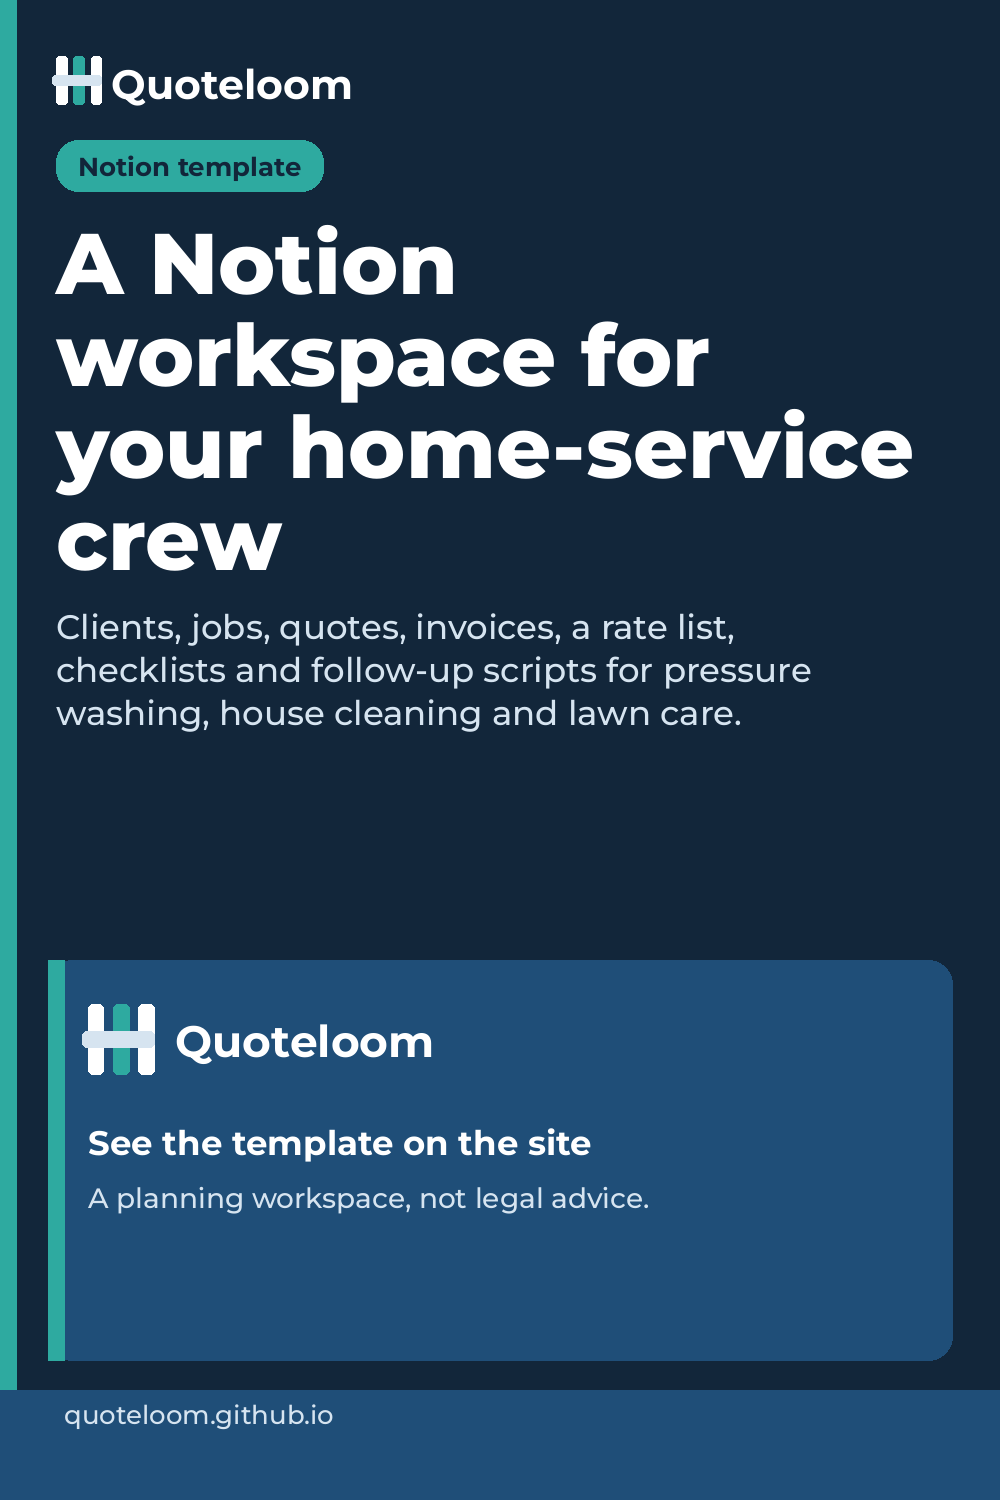 Quoteloom
Notion template
A Notion
workspace for
your home-service
crew
Clients, jobs, quotes, invoices, a rate list,
checklists and follow-up scripts for pressure
washing, house cleaning and lawn care.
Quoteloom
See the template on the site
A planning workspace, not legal advice.
quoteloom.github.io